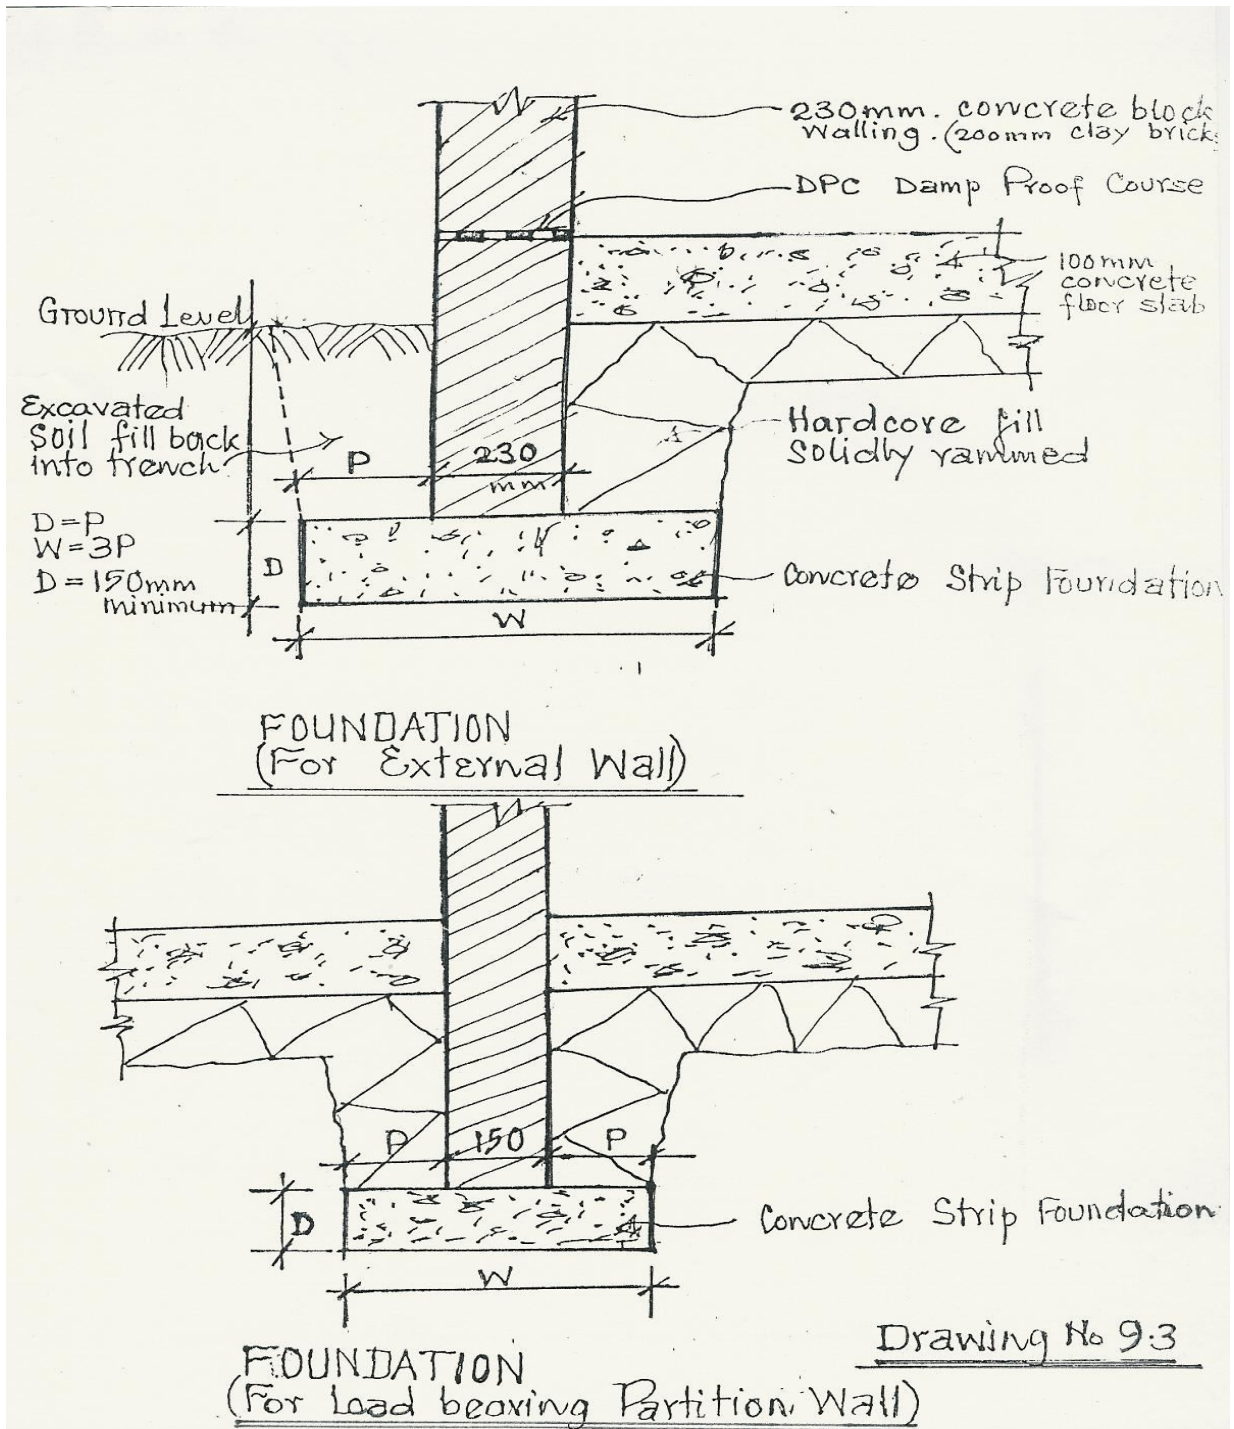 230mm. concrete block
Walling. (200mm clay brick
DPC Damp Proof Course
100mm
concrete
floor slab
Ground Level
Excavated
Soil fill back
into trench
P
230
mm
Hardcore fill
Solidly rammed
D=P
W=3P
D=150mm
minimum
D
Concrete Strip Foundation
W
FOUNDATION
(For External Wall)
P
150
P
D
Concrete Strip Foundation
W
Drawing No 9.3
FOUNDATION
(For Load bearing Partition Wall)